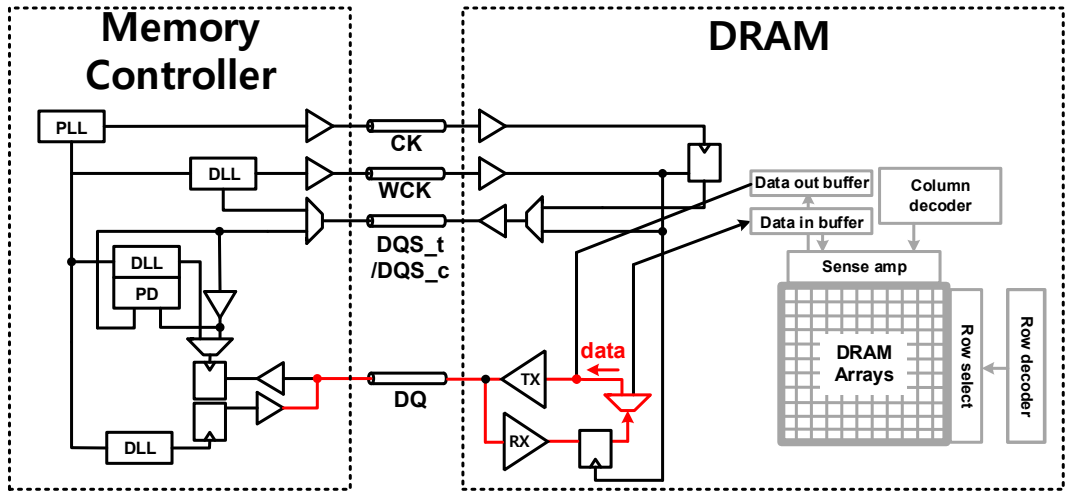 Memory
Controller
DRAM
PLL
CK
DLL
WCK
DQS_t
/DQS_c
DLL
PD
DLL
DQ
TX
RX
data
Data out buffer
Data in buffer
Column
decoder
Sense amp
DRAM
Arrays
Row select
Row decoder